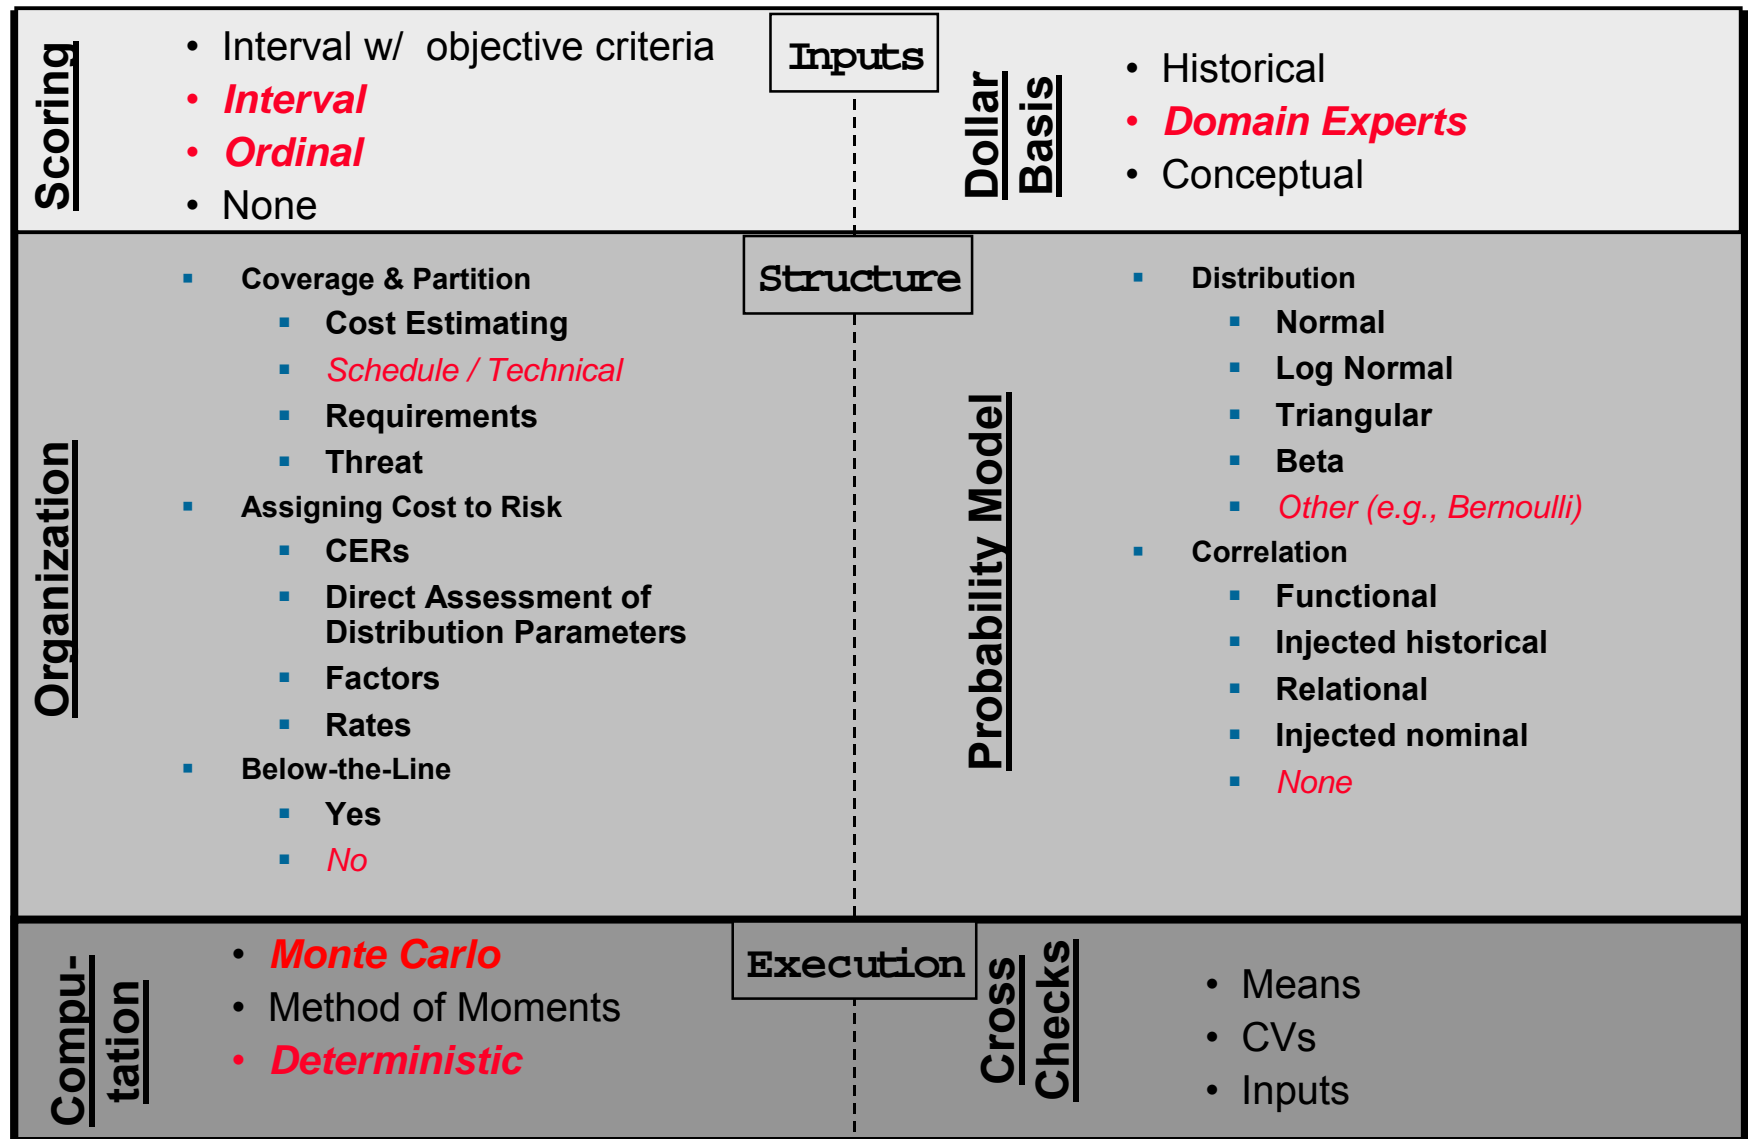 Inputs
Scoring
• Interval w/ objective criteria
• Interval
• Ordinal
• None
Dollar
Basis
• Historical
• Domain Experts
• Conceptual
Structure
Organization
▪ Coverage & Partition
▪ Cost Estimating
▪ Schedule / Technical
▪ Requirements
▪ Threat
▪ Assigning Cost to Risk
▪ CERs
▪ Direct Assessment of
Distribution Parameters
▪ Factors
▪ Rates
▪ Below-the-Line
▪ Yes
▪ No
Probability Model
▪ Distribution
▪ Normal
▪ Log Normal
▪ Triangular
▪ Beta
▪ Other (e.g., Bernoulli)
▪ Correlation
▪ Functional
▪ Injected historical
▪ Relational
▪ Injected nominal
▪ None
Execution
Compu-
tation
• Monte Carlo
• Method of Moments
• Deterministic
Cross
Checks
• Means
• CVs
• Inputs